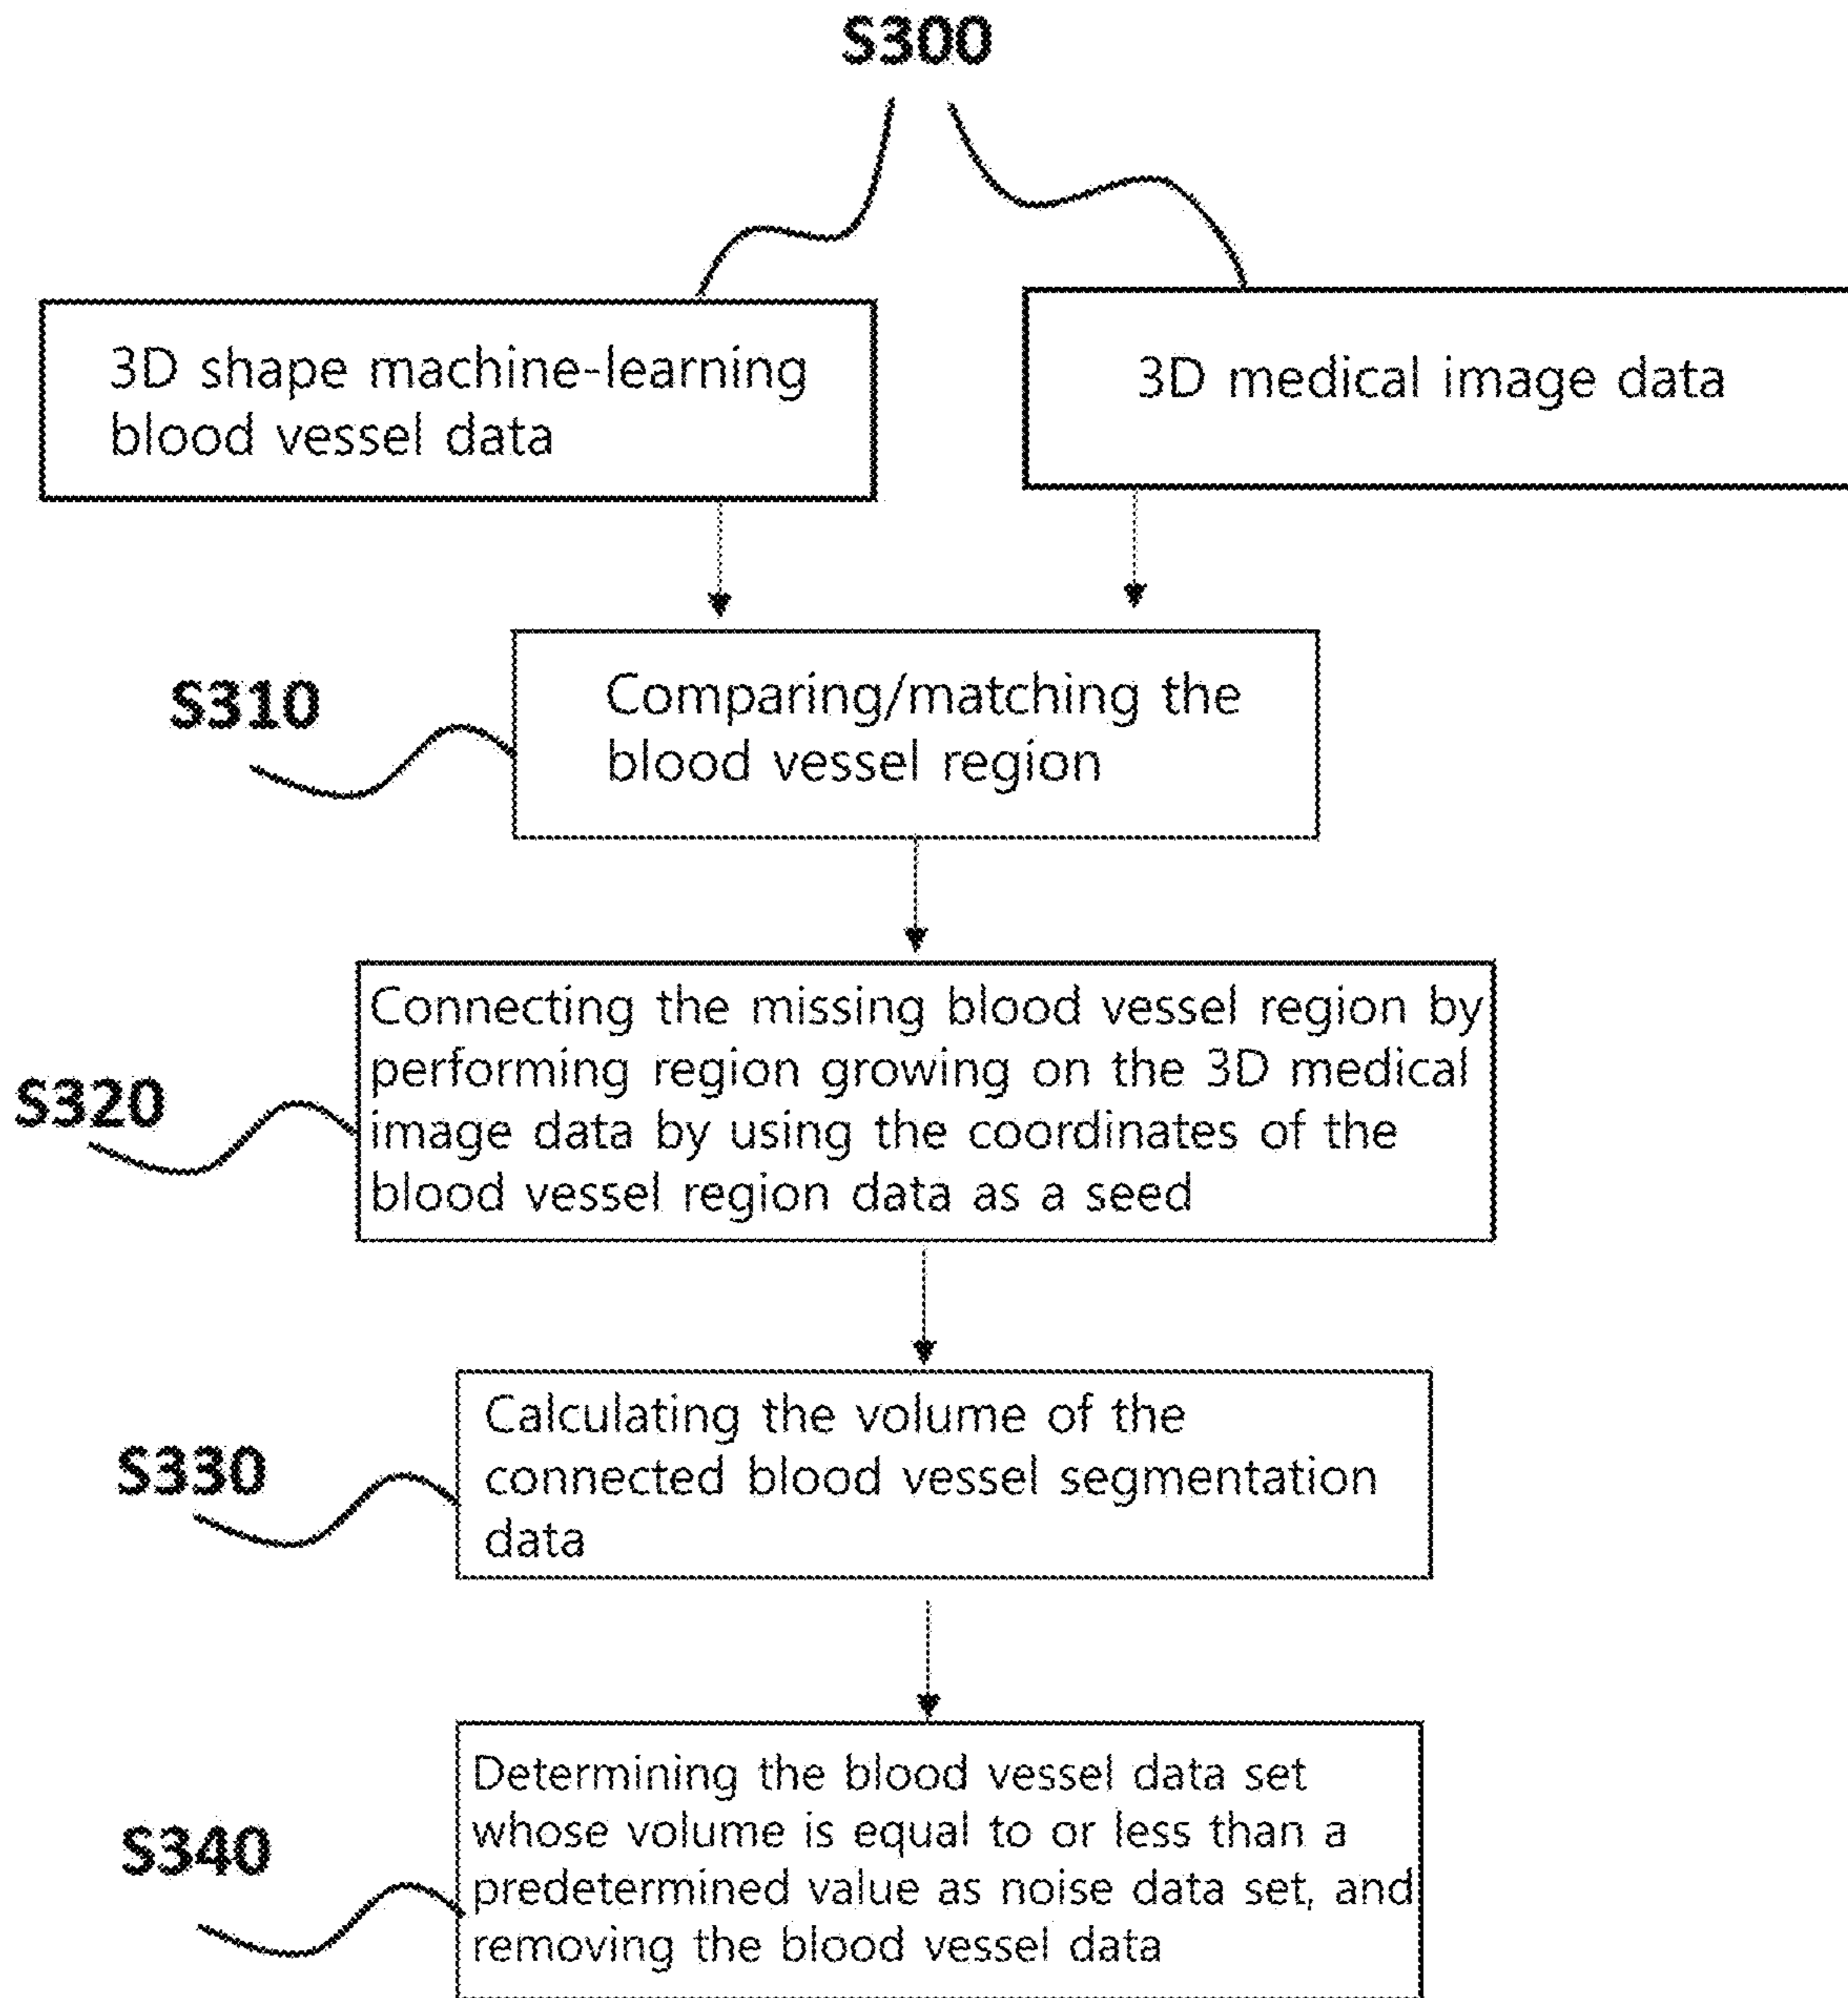 S300
3D shape machine-learning
blood vessel data
3D medical image data
S310
Comparing/matching the
blood vessel region
S320
Connecting the missing blood vessel region by
performing region growing on the 3D medical
image data by using the coordinates of the
blood vessel region data as a seed
S330
Calculating the volume of the
connected blood vessel segmentation
data
S340
Determining the blood vessel data set
whose volume is equal to or less than a
predetermined value as noise data set, and
removing the blood vessel data